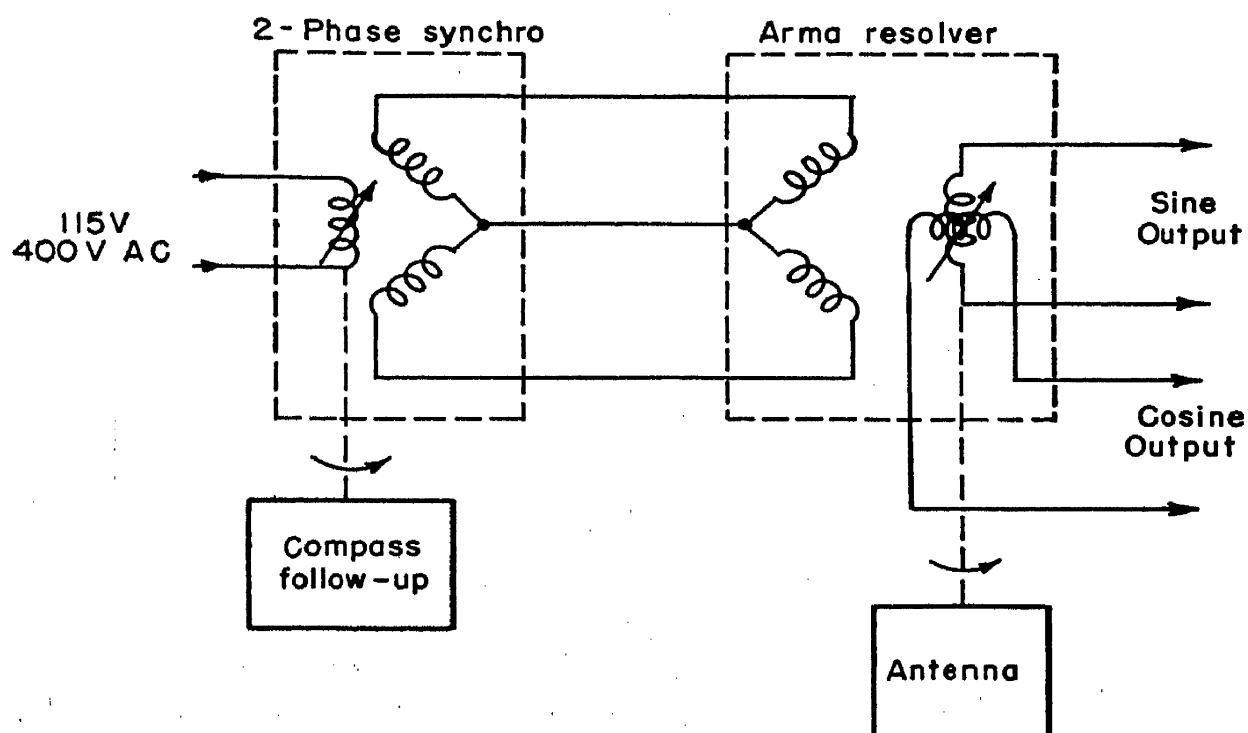 2-Phase synchro
Arma resolver
115V
400V AC
Sine
Output
Cosine
Output
Compass
follow-up
Antenna